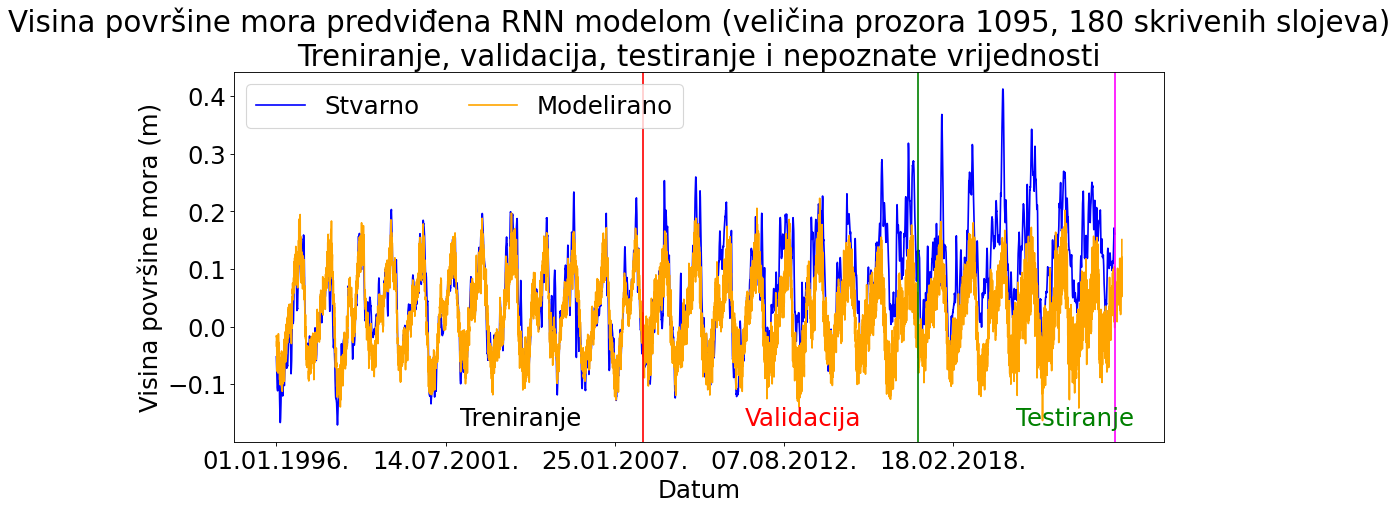 Visina površine mora predviđena RNN modelom (veličina prozora 1095, 180 skrivenih slojeva)
Treniranje, validacija, testiranje i nepoznate vrijednosti
Stvarno Modelirano
Visina površine mora (m)
0.4
0.3
0.2
0.1
0.0
−0.1
Treniranje Validacija Testiranje
01.01.1996. 14.07.2001. 25.01.2007. 07.08.2012. 18.02.2018.
Datum